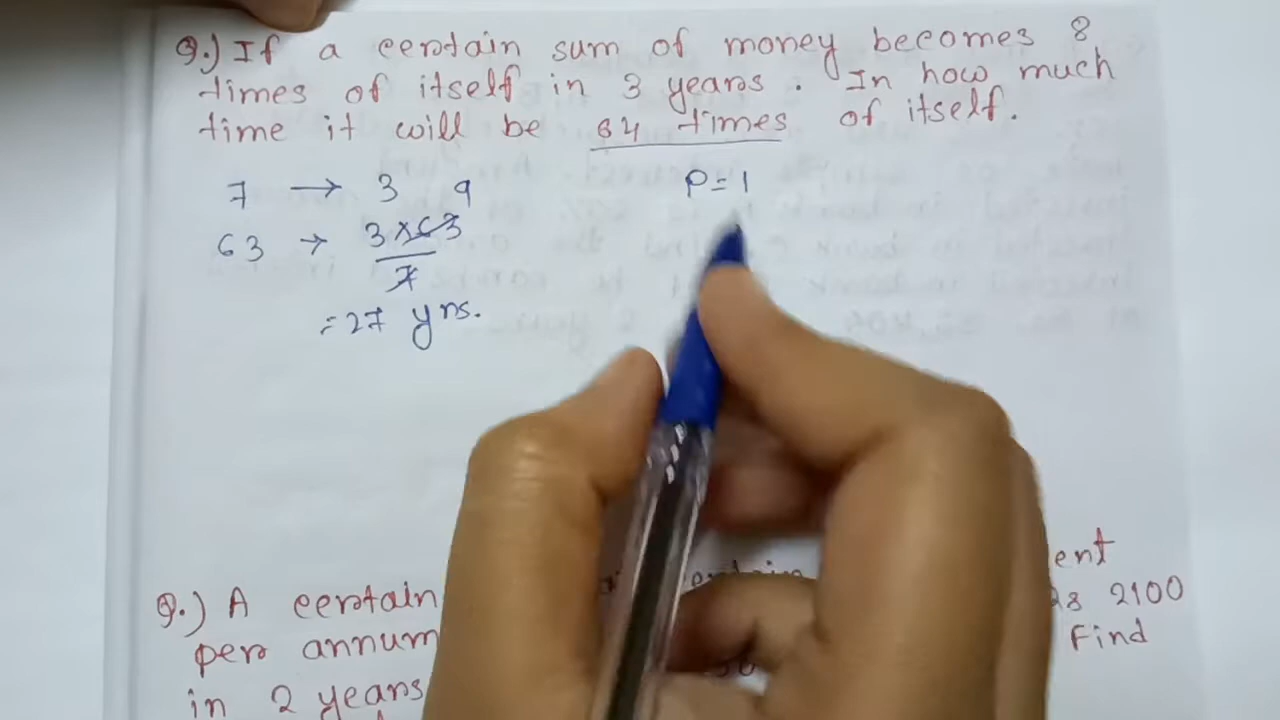 Q.) If a certain sum of money becomes 8
times of itself in 3 years. In how much
time it will be 64 times of itself.
7 → 3 9
P=1
63 → 3×63
7
=27 yrs.
Q.) A certain ent
2100
per annum Find
in 2 years